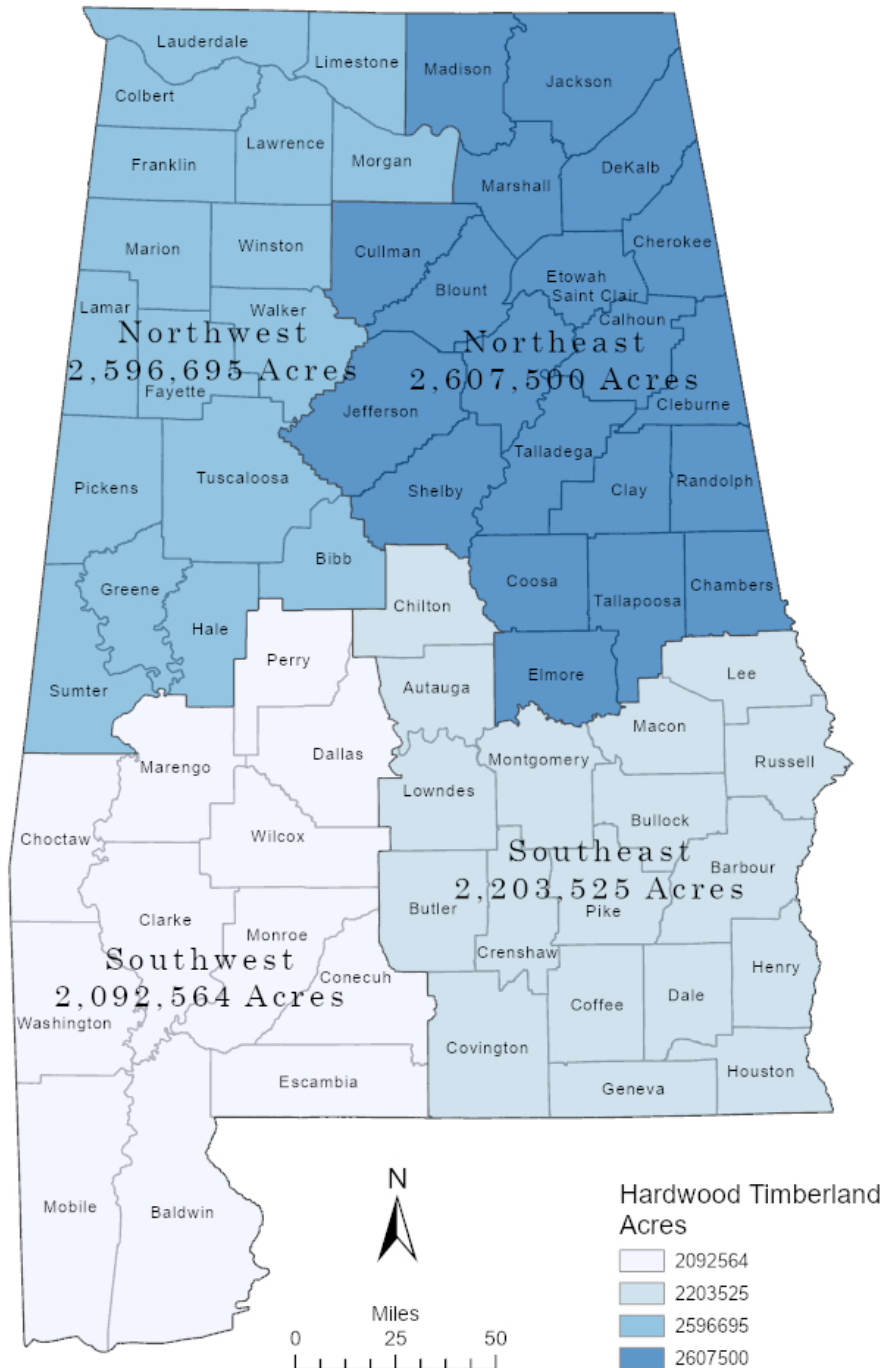 Lauderdale
Limestone
Madison
Jackson
Colbert
Lawrence
Franklin
Morgan
Marshall
DeKalb
Marion
Winston
Cullman
Cherokee
Blount
Etowah
Saint Clair
Lamar
Walker
Calhoun
Northwest
2,596,695 Acres
Northeast
2,607,500 Acres
Fayette
Jefferson
Cleburne
Pickens
Tuscaloosa
Shelby
Talladega
Clay
Randolph
Bibb
Greene
Hale
Chilton
Coosa
Tallapoosa
Chambers
Perry
Sumter
Autauga
Elmore
Lee
Macon
Marengo
Dallas
Montgomery
Russell
Lowndes
Choctaw
Wilcox
Bullock
Southeast
2,203,525 Acres
Barbour
Butler
Pike
Clarke
Monroe
Crenshaw
Southwest
2,092,564 Acres
Conecuh
Henry
Washington
Coffee
Dale
Covington
Escambia
Geneva
Houston
Mobile
Baldwin
N
Miles
0 25 50
Hardwood Timberland
Acres
2092564
2203525
2596695
2607500